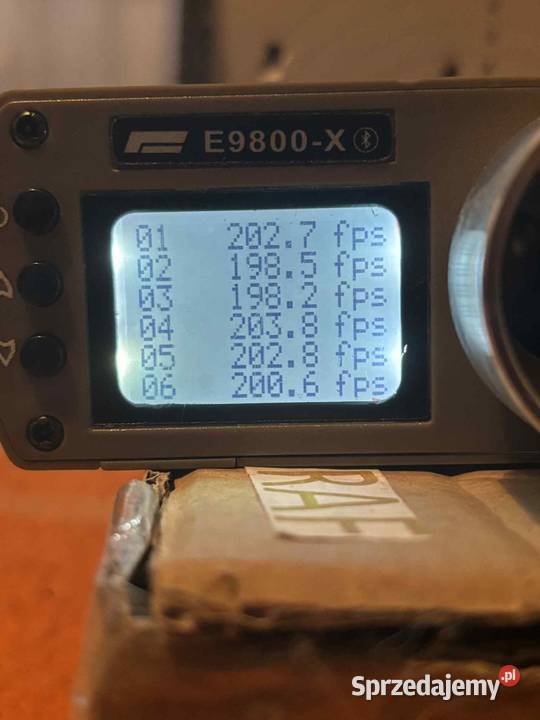 E9800-X
01 202.7 fps
02 198.5 fps
03 198.2 fps
04 203.8 fps
05 202.8 fps
06 200.6 fps
Sprzedajemy.pl